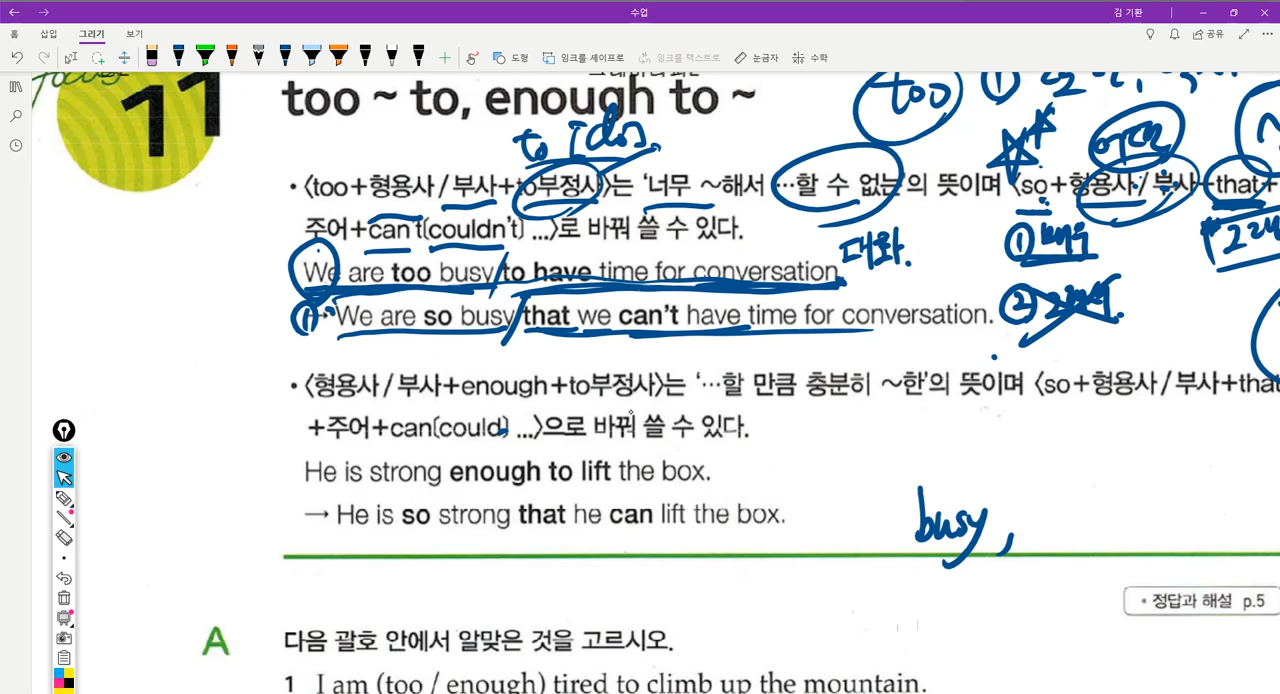 수업
김 기환
홈 삽입 그리기 보기
공유
도형 잉크를 셰이프로 잉크를 텍스트로 눈금자 수학
11
too ~ to, enough to ~
too ①
to
• 〈too+형용사/부사+to부정사〉는 ‘너무 ~해서 …할 수 없는’의 뜻이며 〈so+형용사/부사+that+
주어+can't(couldn't) …〉로 바꿔 쓸 수 있다.
① 매우
대화.
We are too busy to have time for conversation.
→ We are so busy that we can't have time for conversation.
②
• 〈형용사/부사+enough+to부정사〉는 ‘…할 만큼 충분히 ~한’의 뜻이며 〈so+형용사/부사+that
+주어+can(could) …〉으로 바꿔 쓸 수 있다.
He is strong enough to lift the box.
→ He is so strong that he can lift the box.
busy,
• 정답과 해설 p.5
A 다음 괄호 안에서 알맞은 것을 고르시오.
1 I am (too / enough) tired to climb up the mountain.